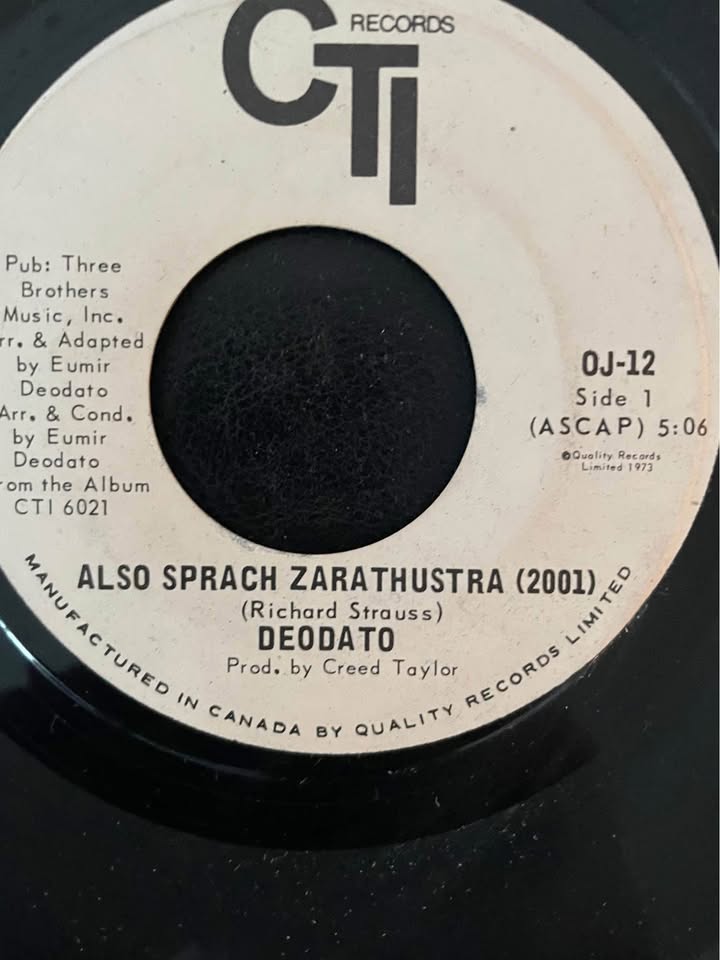 CTI RECORDS
Pub: Three
Brothers
Music, Inc.
rr. & Adapted
by Eumir
Deodato
Arr. & Cond.
by Eumir
Deodato
om the Album
CTI 6021
OJ-12
Side 1
(ASCAP) 5:06
℗Quality Records
Limited 1973
ALSO SPRACH ZARATHUSTRA (2001)
(Richard Strauss)
DEODATO
Prod. by Creed Taylor
MANUFACTURED IN CANADA BY QUALITY RECORDS LIMITED